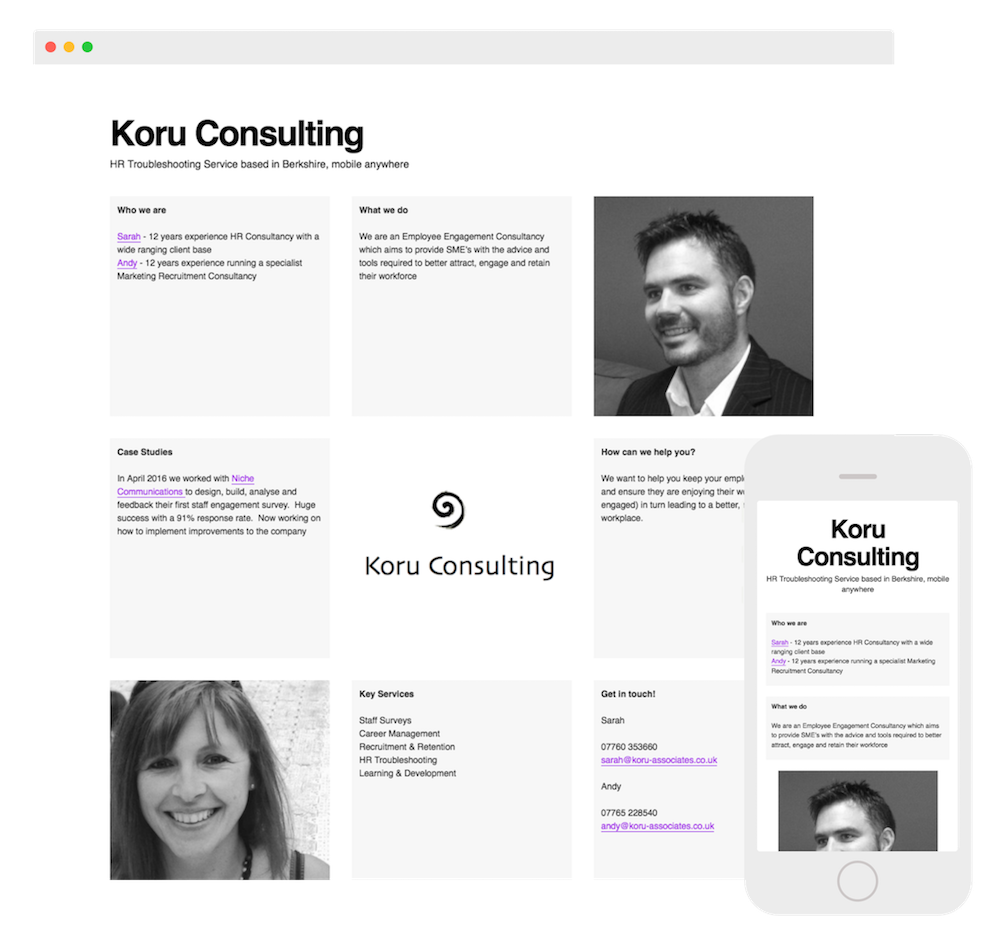 Koru Consulting
HR Troubleshooting Service based in Berkshire, mobile anywhere
Who we are
Sarah - 12 years experience HR Consultancy with a
wide ranging client base
Andy - 12 years experience running a specialist
Marketing Recruitment Consultancy
What we do
We are an Employee Engagement Consultancy
which aims to provide SME's with the advice and
tools required to better attract, engage and retain
their workforce
Case Studies
In April 2016 we worked with Niche
Communications to design, build, analyse and
feedback their first staff engagement survey.  Huge
success with a 91% response rate.  Now working on
how to implement improvements to the company
Koru Consulting
How can we help you?
We want to help you keep your
and ensure they are enjoying their
engaged) in turn leading to a better,
workplace.
Key Services
Staff Surveys
Career Management
Recruitment & Retention
HR Troubleshooting
Learning & Development
Get in touch!
Sarah
07760 353660
sarah@koru-associates.co.uk
Andy
07765 228540
andy@koru-associates.co.uk
Koru
Consulting
HR Troubleshooting Service based in Berkshire, mobile
anywhere
Who we are
Sarah - 12 years experience HR Consultancy with a wide
ranging client base
Andy - 12 years experience running a specialist Marketing
Recruitment Consultancy
What we do
We are an Employee Engagement Consultancy which aims
to provide SME's with the advice and tools required to better
attract, engage and retain their workforce